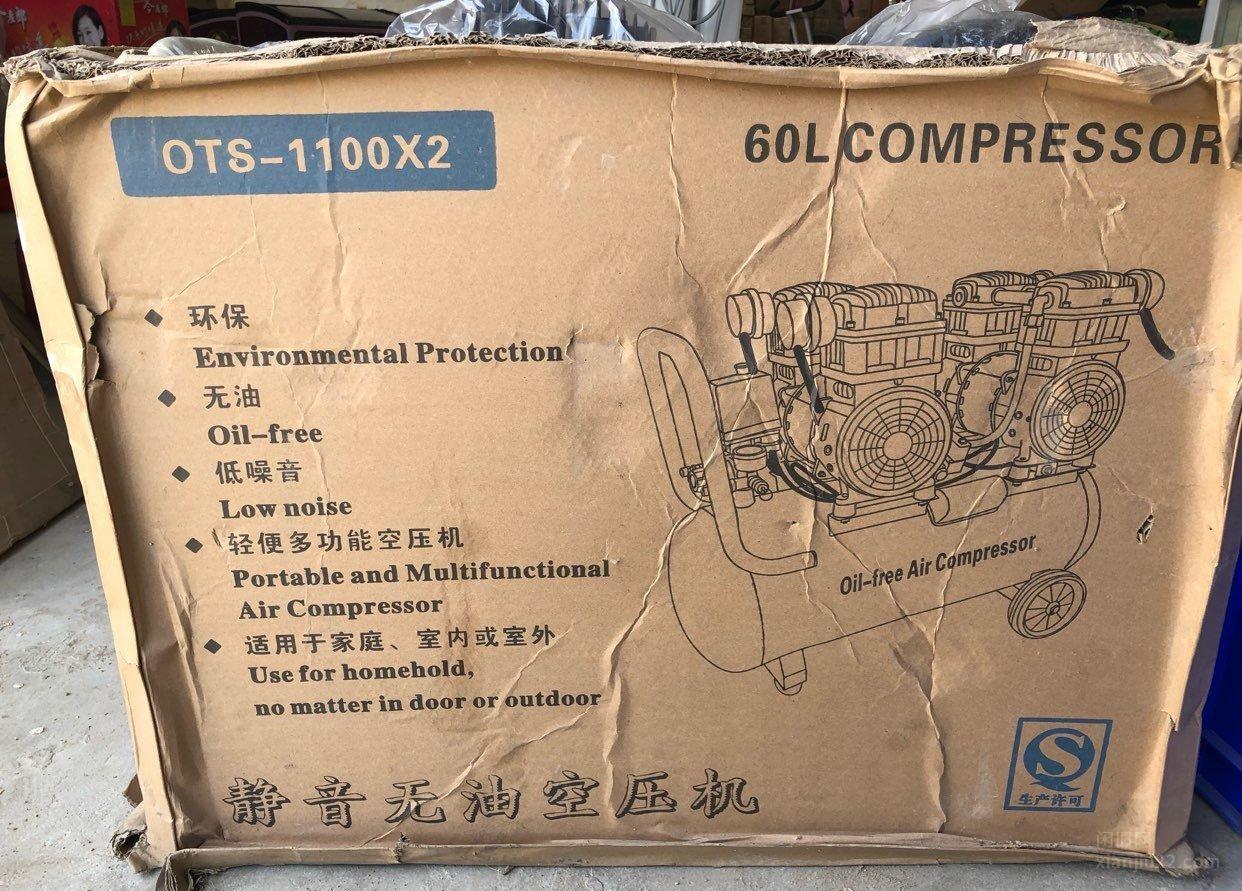 OTS-1100X2
60L COMPRESSOR
环保
Environmental Protection
无油
Oil-free
低噪音
Low noise
轻便多功能空压机
Portable and Multifunctional
Air Compressor
适用于家庭、室内或室外
Use for homehold,
no matter in door or outdoor
Oil-free Air Compressor
静音无油空压机
生产许可